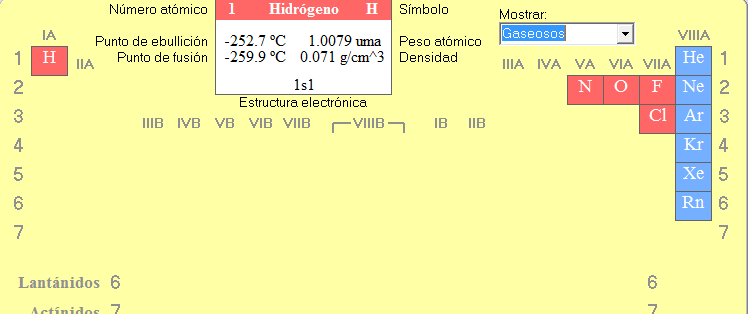 Número atómico 1 Hidrógeno H Símbolo
Mostrar:
Gaseosos
Punto de ebullición -252.7 ºC 1.0079 uma Peso atómico
Punto de fusión -259.9 ºC 0.071 g/cm^3 Densidad
1s1
Estructura electrónica
IA VIIIA
1 H IIA IIIA IVA VA VIA VIIA He 1
2 N O F Ne 2
3 IIIB IVB VB VIB VIIB VIIIB IB IIB Cl Ar 3
4 Kr 4
5 Xe 5
6 Rn 6
7 7
Lantánidos 6 6
Actínidos 7 7